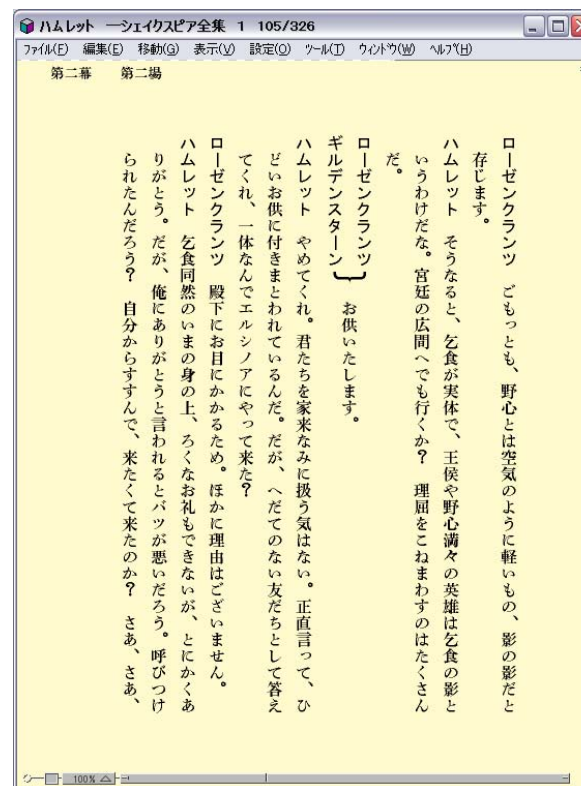 ハムレット ―シェイクスピア全集 1 105/326
ファイル(F) 編集(E) 移動(G) 表示(V) 設定(O) ツール(T) ウィンドウ(W) ヘルプ(H)
第二幕 第二場
ローゼンクランツ ごもっとも、野心とは空気のように軽いもの、影の影だと
存じます。
ハムレット そうなると、乞食が実体で、王侯や野心満々の英雄は乞食の影と
いうわけだな。宮廷の広間へでも行くか? 理屈をこねまわすのはたくさん
だ。
ローゼンクランツ
ギルデンスターン} お供いたします。
ハムレット やめてくれ。君たちを家来なみに扱う気はない。正直言って、ひ
どいお供に付きまとわれているんだ。だが、へだてのない友だちとして答え
てくれ、一体なんでエルシノアにやって来た?
ローゼンクランツ 殿下にお目にかかるため。ほかに理由はございません。
ハムレット 乞食同然のいまの身の上、ろくなお礼もできないが、とにかくあ
りがとう。だが、俺にありがとうと言われるとバツが悪いだろう。呼びつけ
られたんだろう? 自分からすすんで、来たくて来たのか? さあ、さあ、
100%